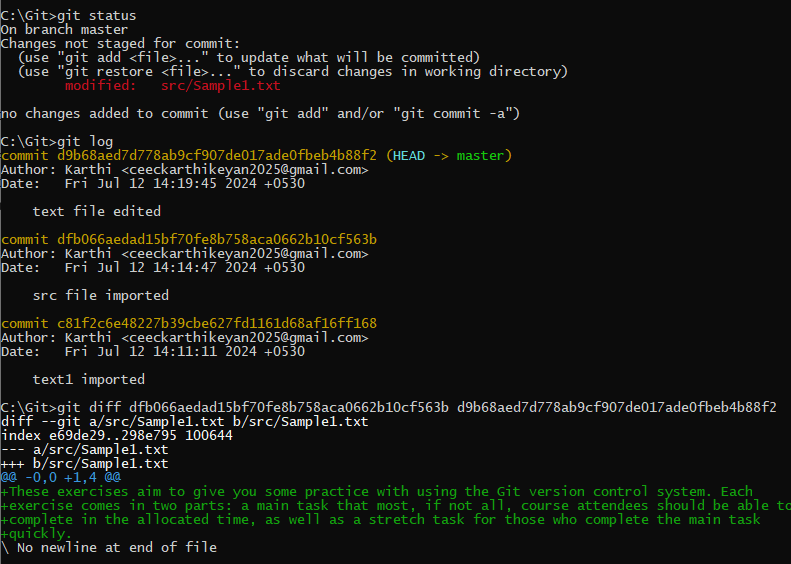 C:\Git>git status
On branch master
Changes not staged for commit:
  (use "git add <file>..." to update what will be committed)
  (use "git restore <file>..." to discard changes in working directory)
        modified:   src/Sample1.txt

no changes added to commit (use "git add" and/or "git commit -a")

C:\Git>git log
commit d9b68aed7d778ab9cf907de017ade0fbeb4b88f2 (HEAD -> master)
Author: Karthi <ceeckarthikeyan2025@gmail.com>
Date:   Fri Jul 12 14:19:45 2024 +0530

    text file edited

commit dfb066aedad15bf70fe8b758aca0662b10cf563b
Author: Karthi <ceeckarthikeyan2025@gmail.com>
Date:   Fri Jul 12 14:14:47 2024 +0530

    src file imported

commit c81f2c6e48227b39cbe627fd1161d68af16ff168
Author: Karthi <ceeckarthikeyan2025@gmail.com>
Date:   Fri Jul 12 14:11:11 2024 +0530

    text1 imported

C:\Git>git diff dfb066aedad15bf70fe8b758aca0662b10cf563b d9b68aed7d778ab9cf907de017ade0fbeb4b88f2
diff --git a/src/Sample1.txt b/src/Sample1.txt
index e69de29..298e795 100644
--- a/src/Sample1.txt
+++ b/src/Sample1.txt
@@ -0,0 +1,4 @@
+These exercises aim to give you some practice with using the Git version control system. Each
+exercise comes in two parts: a main task that most, if not all, course attendees should be able to
+complete in the allocated time, as well as a stretch task for those who complete the main task
+quickly.
\ No newline at end of file